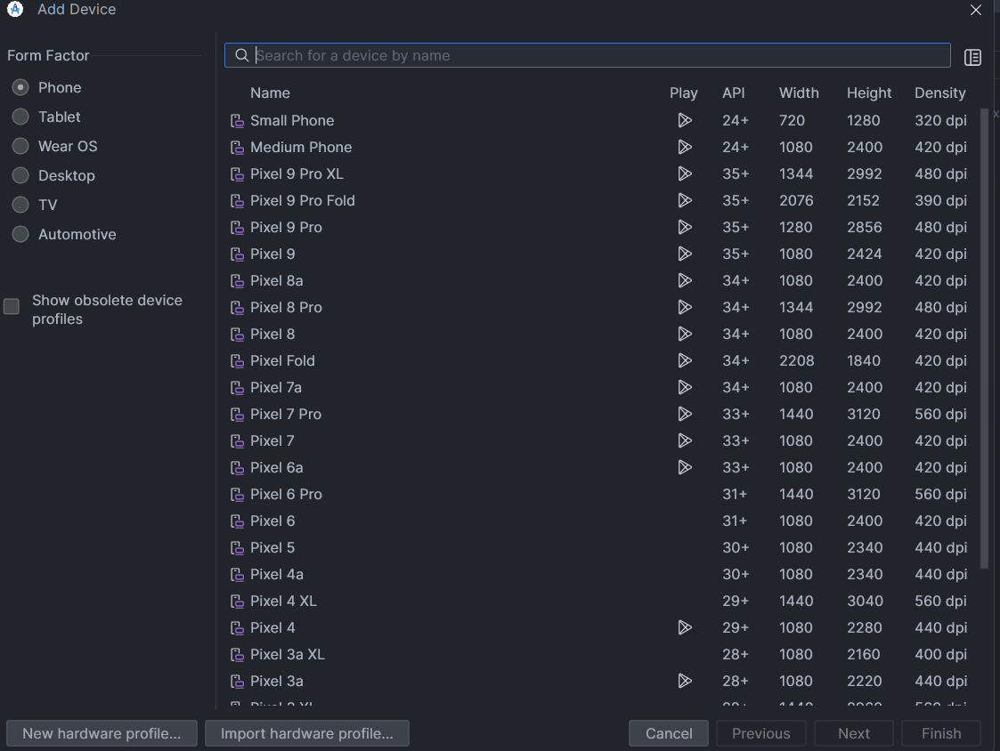 Add Device
Form Factor
Phone
Tablet
Wear OS
Desktop
TV
Automotive
Show obsolete device
profiles
Search for a device by name
Name Play API Width Height Density
Small Phone 24+ 720 1280 320 dpi
Medium Phone 24+ 1080 2400 420 dpi
Pixel 9 Pro XL 35+ 1344 2992 480 dpi
Pixel 9 Pro Fold 35+ 2076 2152 390 dpi
Pixel 9 Pro 35+ 1280 2856 480 dpi
Pixel 9 35+ 1080 2424 420 dpi
Pixel 8a 34+ 1080 2400 420 dpi
Pixel 8 Pro 34+ 1344 2992 480 dpi
Pixel 8 34+ 1080 2400 420 dpi
Pixel Fold 34+ 2208 1840 420 dpi
Pixel 7a 34+ 1080 2400 420 dpi
Pixel 7 Pro 33+ 1440 3120 560 dpi
Pixel 7 33+ 1080 2400 420 dpi
Pixel 6a 33+ 1080 2400 420 dpi
Pixel 6 Pro 31+ 1440 3120 560 dpi
Pixel 6 31+ 1080 2400 420 dpi
Pixel 5 30+ 1080 2340 440 dpi
Pixel 4a 30+ 1080 2340 440 dpi
Pixel 4 XL 29+ 1440 3040 560 dpi
Pixel 4 29+ 1080 2280 440 dpi
Pixel 3a XL 28+ 1080 2160 400 dpi
Pixel 3a 28+ 1080 2220 440 dpi
New hardware profile... Import hardware profile... Cancel Previous Next Finish